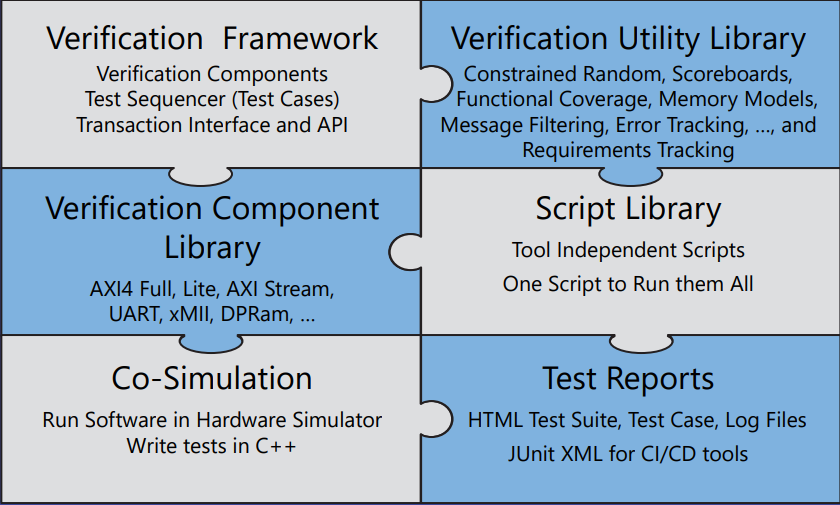 Verification Framework
Verification Components
Test Sequencer (Test Cases)
Transaction Interface and API
Verification Utility Library
Constrained Random, Scoreboards,
Functional Coverage, Memory Models,
Message Filtering, Error Tracking, ..., and
Requirements Tracking
Verification Component
Library
AXI4 Full, Lite, AXI Stream,
UART, xMII, DPRam, ...
Script Library
Tool Independent Scripts
One Script to Run them All
Co-Simulation
Run Software in Hardware Simulator
Write tests in C++
Test Reports
HTML Test Suite, Test Case, Log Files
JUnit XML for CI/CD tools